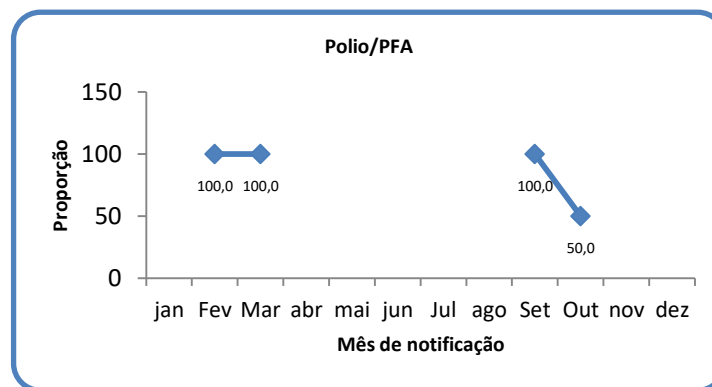 Polio/PFA
150
100
50
0
Proporção
100,0 100,0 100,0
50,0
jan Fev Mar abr mai jun Jul ago Set Out nov dez
Mês de notificação